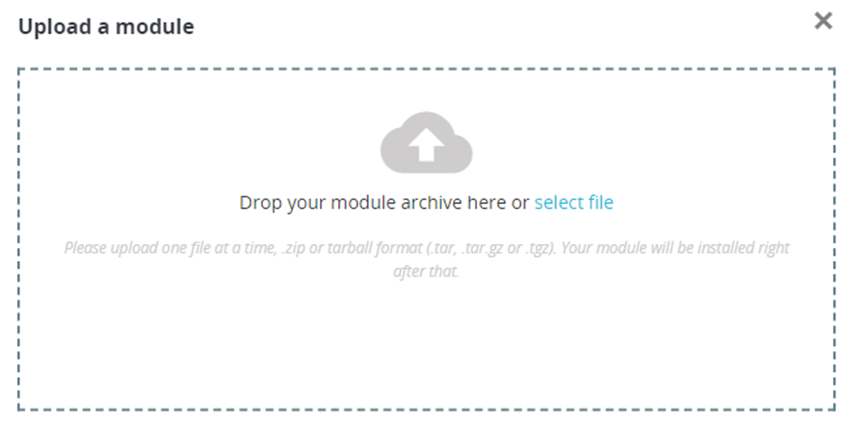 Upload a module
Drop your module archive here or select file
Please upload one file at a time, .zip or tarball format (.tar, .tar.gz or .tgz). Your module will be installed right
after that.